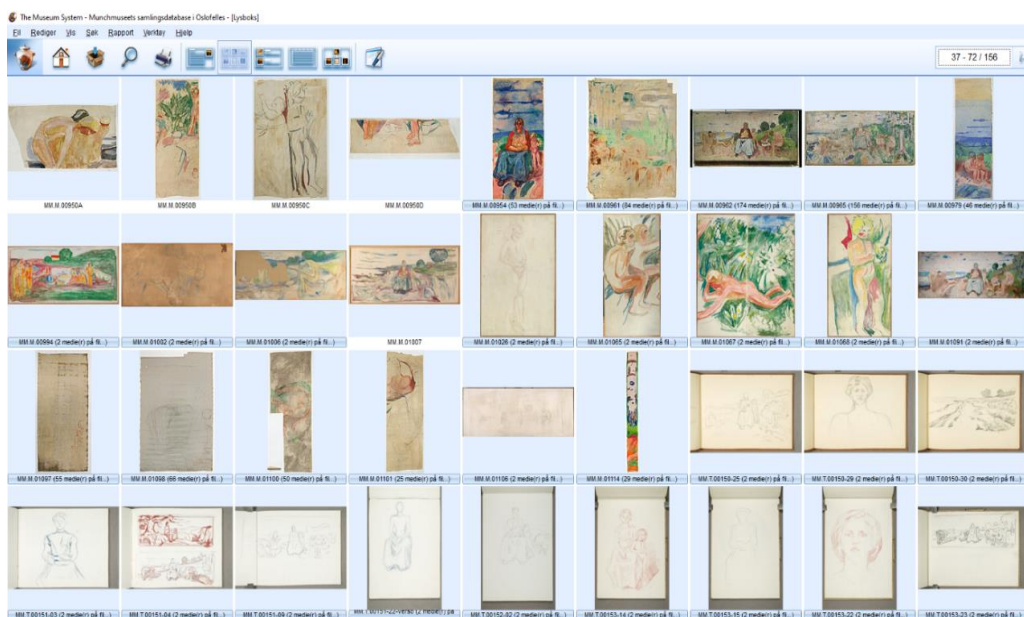 The Museum System - Munchmuseets samlingsdatabase i Oslofelles - [Lysboks]
Fil Rediger Vis Søk Rapport Verktøy Hjelp
37 - 72 / 156
MM.M.00950A MM.M.00950B MM.M.00950C MM.M.00950D MM.M.00954 (53 medie(r) på fil...) MM.M.00961 (84 medie(r) på fil...) MM.M.00962 (174 medie(r) på fil...) MM.M.00965 (156 medie(r) på fil...) MM.M.00979 (46 medie(r) på fil...)
MM.M.00994 (2 medie(r) på fil...) MM.M.01002 (2 medie(r) på fil...) MM.M.01006 (2 medie(r) på fil...) MM.M.01007 MM.M.01026 (2 medie(r) på fil...) MM.M.01065 (2 medie(r) på fil...) MM.M.01067 (2 medie(r) på fil...) MM.M.01068 (2 medie(r) på fil...) MM.M.01091 (2 medie(r) på fil...)
MM.M.01097 (55 medie(r) på fil...) MM.M.01098 (66 medie(r) på fil...) MM.M.01100 (50 medie(r) på fil...) MM.M.01101 (25 medie(r) på fil...) MM.M.01106 (2 medie(r) på fil...) MM.M.01114 (29 medie(r) på fil...) MM.T.00150-25 (2 medie(r) på fil...) MM.T.00150-29 (2 medie(r) på fil...) MM.T.00150-30 (2 medie(r) på fil...)
MM.T.00151-03 (2 medie(r) på fil...) MM.T.00151-04 (2 medie(r) på fil...) MM.T.00151-09 (2 medie(r) på fil...) MM.T.00151-22-verso (2 medie(r) på MM.T.00152-02 (2 medie(r) på fil...) MM.T.00153-14 (2 medie(r) på fil...) MM.T.00153-15 (2 medie(r) på fil...) MM.T.00153-22 (2 medie(r) på fil...) MM.T.00153-23 (2 medie(r) på fil...)